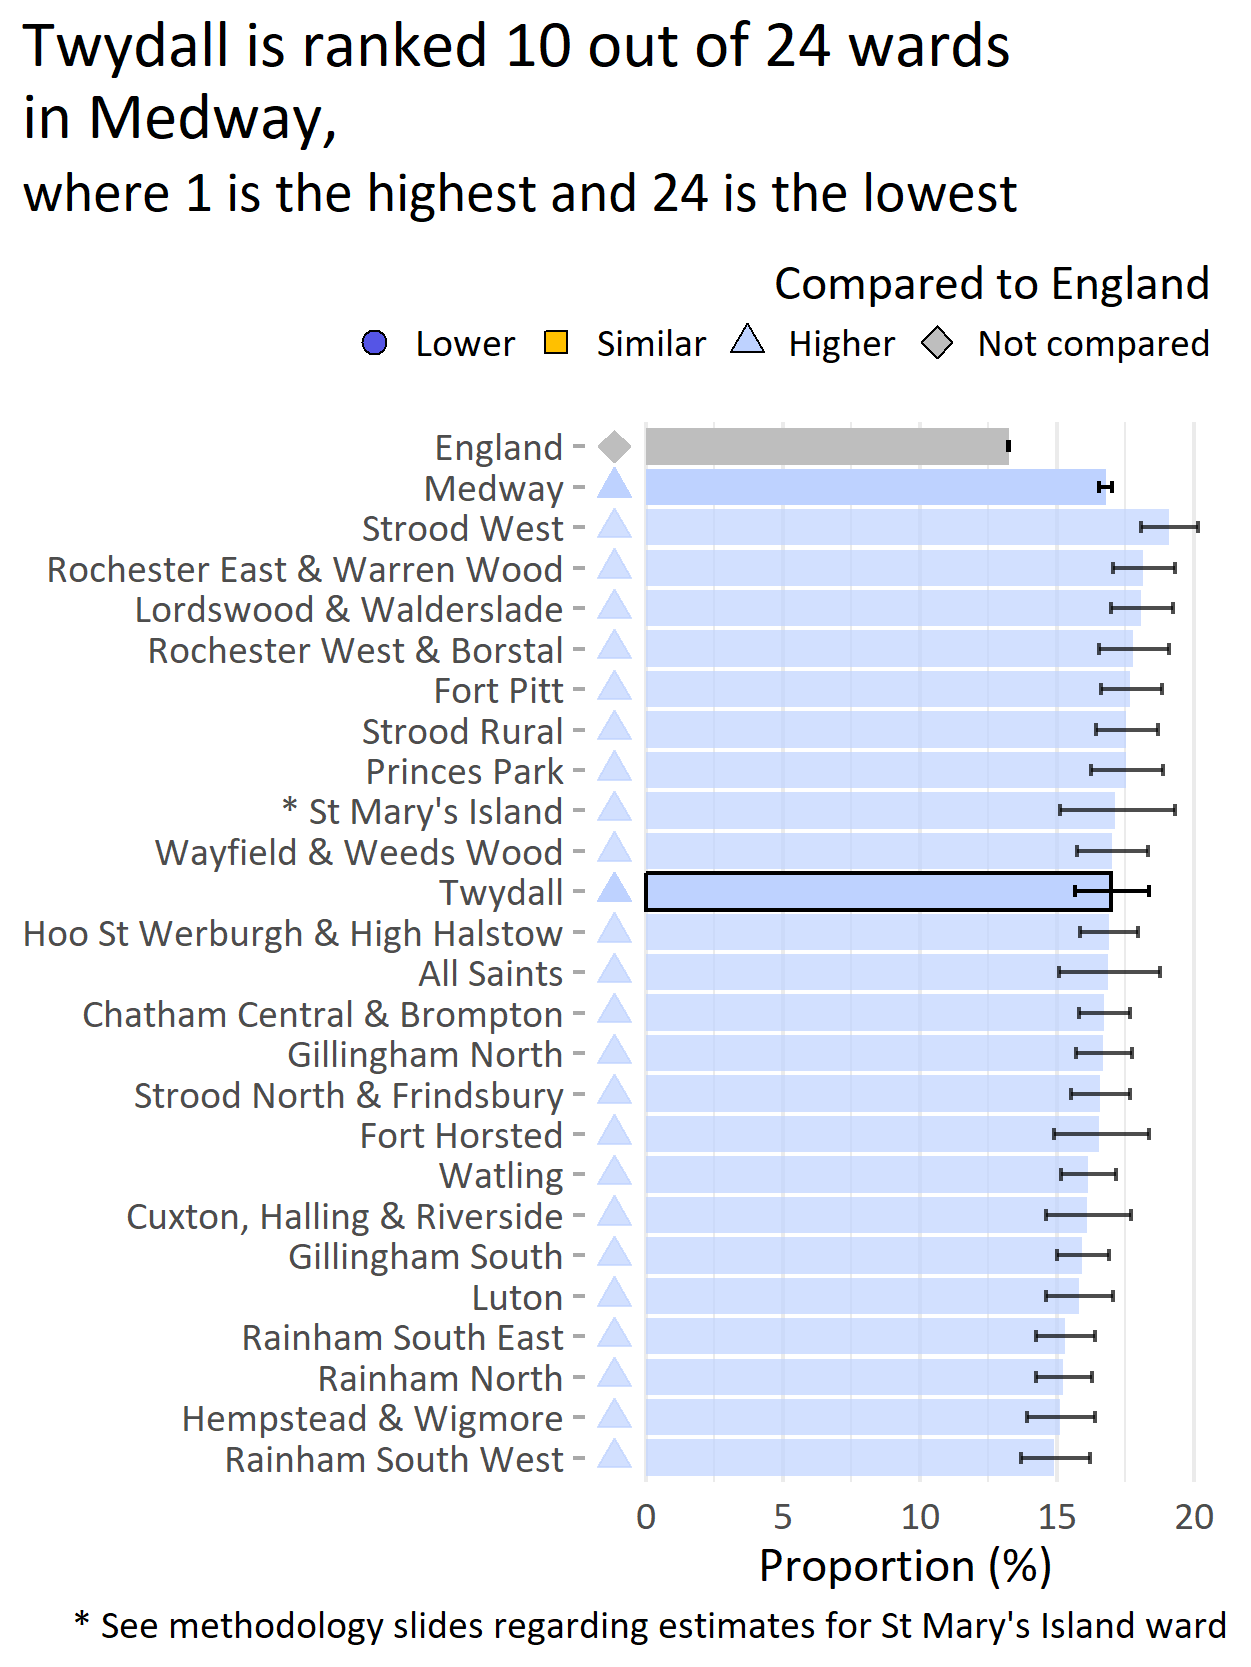 Twydall is ranked 10 out of 24 wards
in Medway,
where 1 is the highest and 24 is the lowest
Compared to England
Lower Similar Higher Not compared
England
Medway
Strood West
Rochester East & Warren Wood
Lordswood & Walderslade
Rochester West & Borstal
Fort Pitt
Strood Rural
Princes Park
* St Mary's Island
Wayfield & Weeds Wood
Twydall
Hoo St Werburgh & High Halstow
All Saints
Chatham Central & Brompton
Gillingham North
Strood North & Frindsbury
Fort Horsted
Watling
Cuxton, Halling & Riverside
Gillingham South
Luton
Rainham South East
Rainham North
Hempstead & Wigmore
Rainham South West
0 5 10 15 20
Proportion (%)
* See methodology slides regarding estimates for St Mary's Island ward